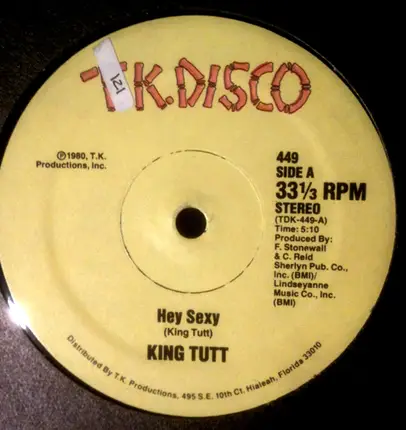 T.K. DISCO
121
℗1980, T.K.
Productions, Inc.
449
SIDE A
33⅓ RPM
STEREO
(TDK-449-A)
Time: 5:10
Produced By:
F. Stonewall
& C. Reid
Sherlyn Pub. Co.,
Inc. (BMI)/
Lindseyanne
Music Co., Inc.
(BMI)
Hey Sexy
(King Tutt)
KING TUTT
Distributed By T.K. Productions, 495 S.E. 10th Ct. Hialeah, Florida 33010